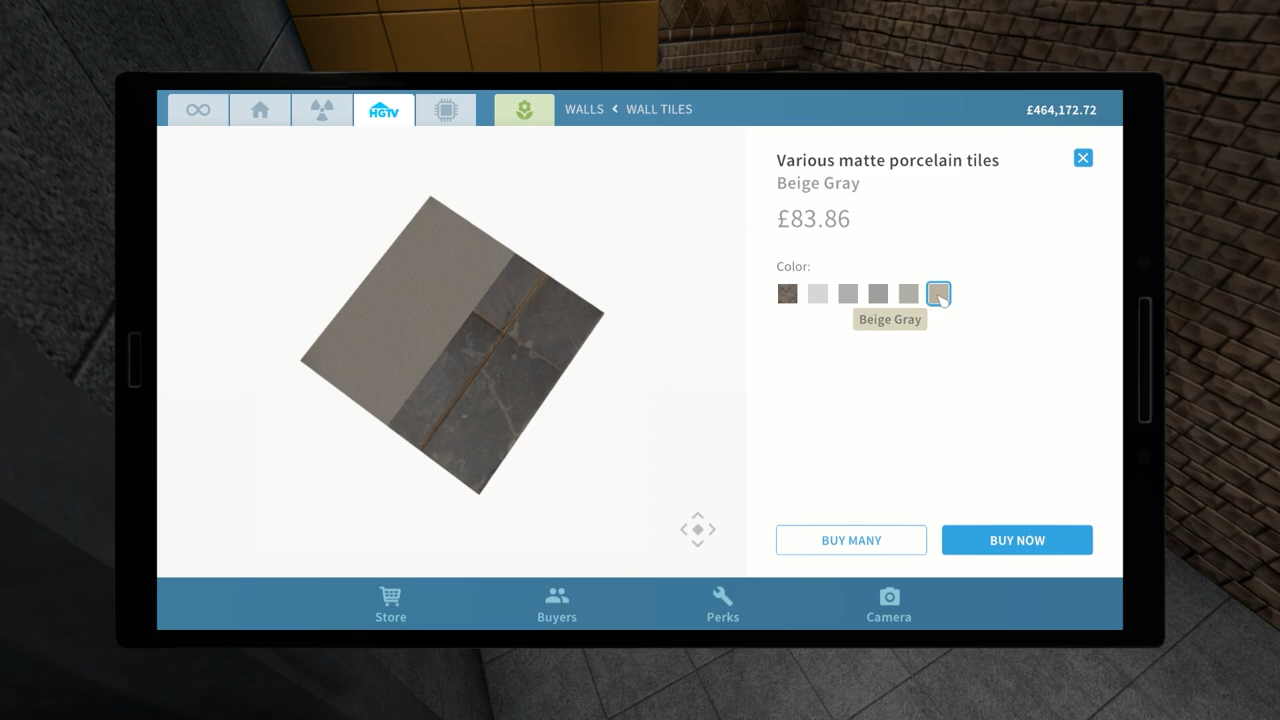 HGTV
WALLS < WALL TILES
£464,172.72
Various matte porcelain tiles
Beige Gray
£83.86
Color:
Beige Gray
BUY MANY
BUY NOW
Store
Buyers
Perks
Camera